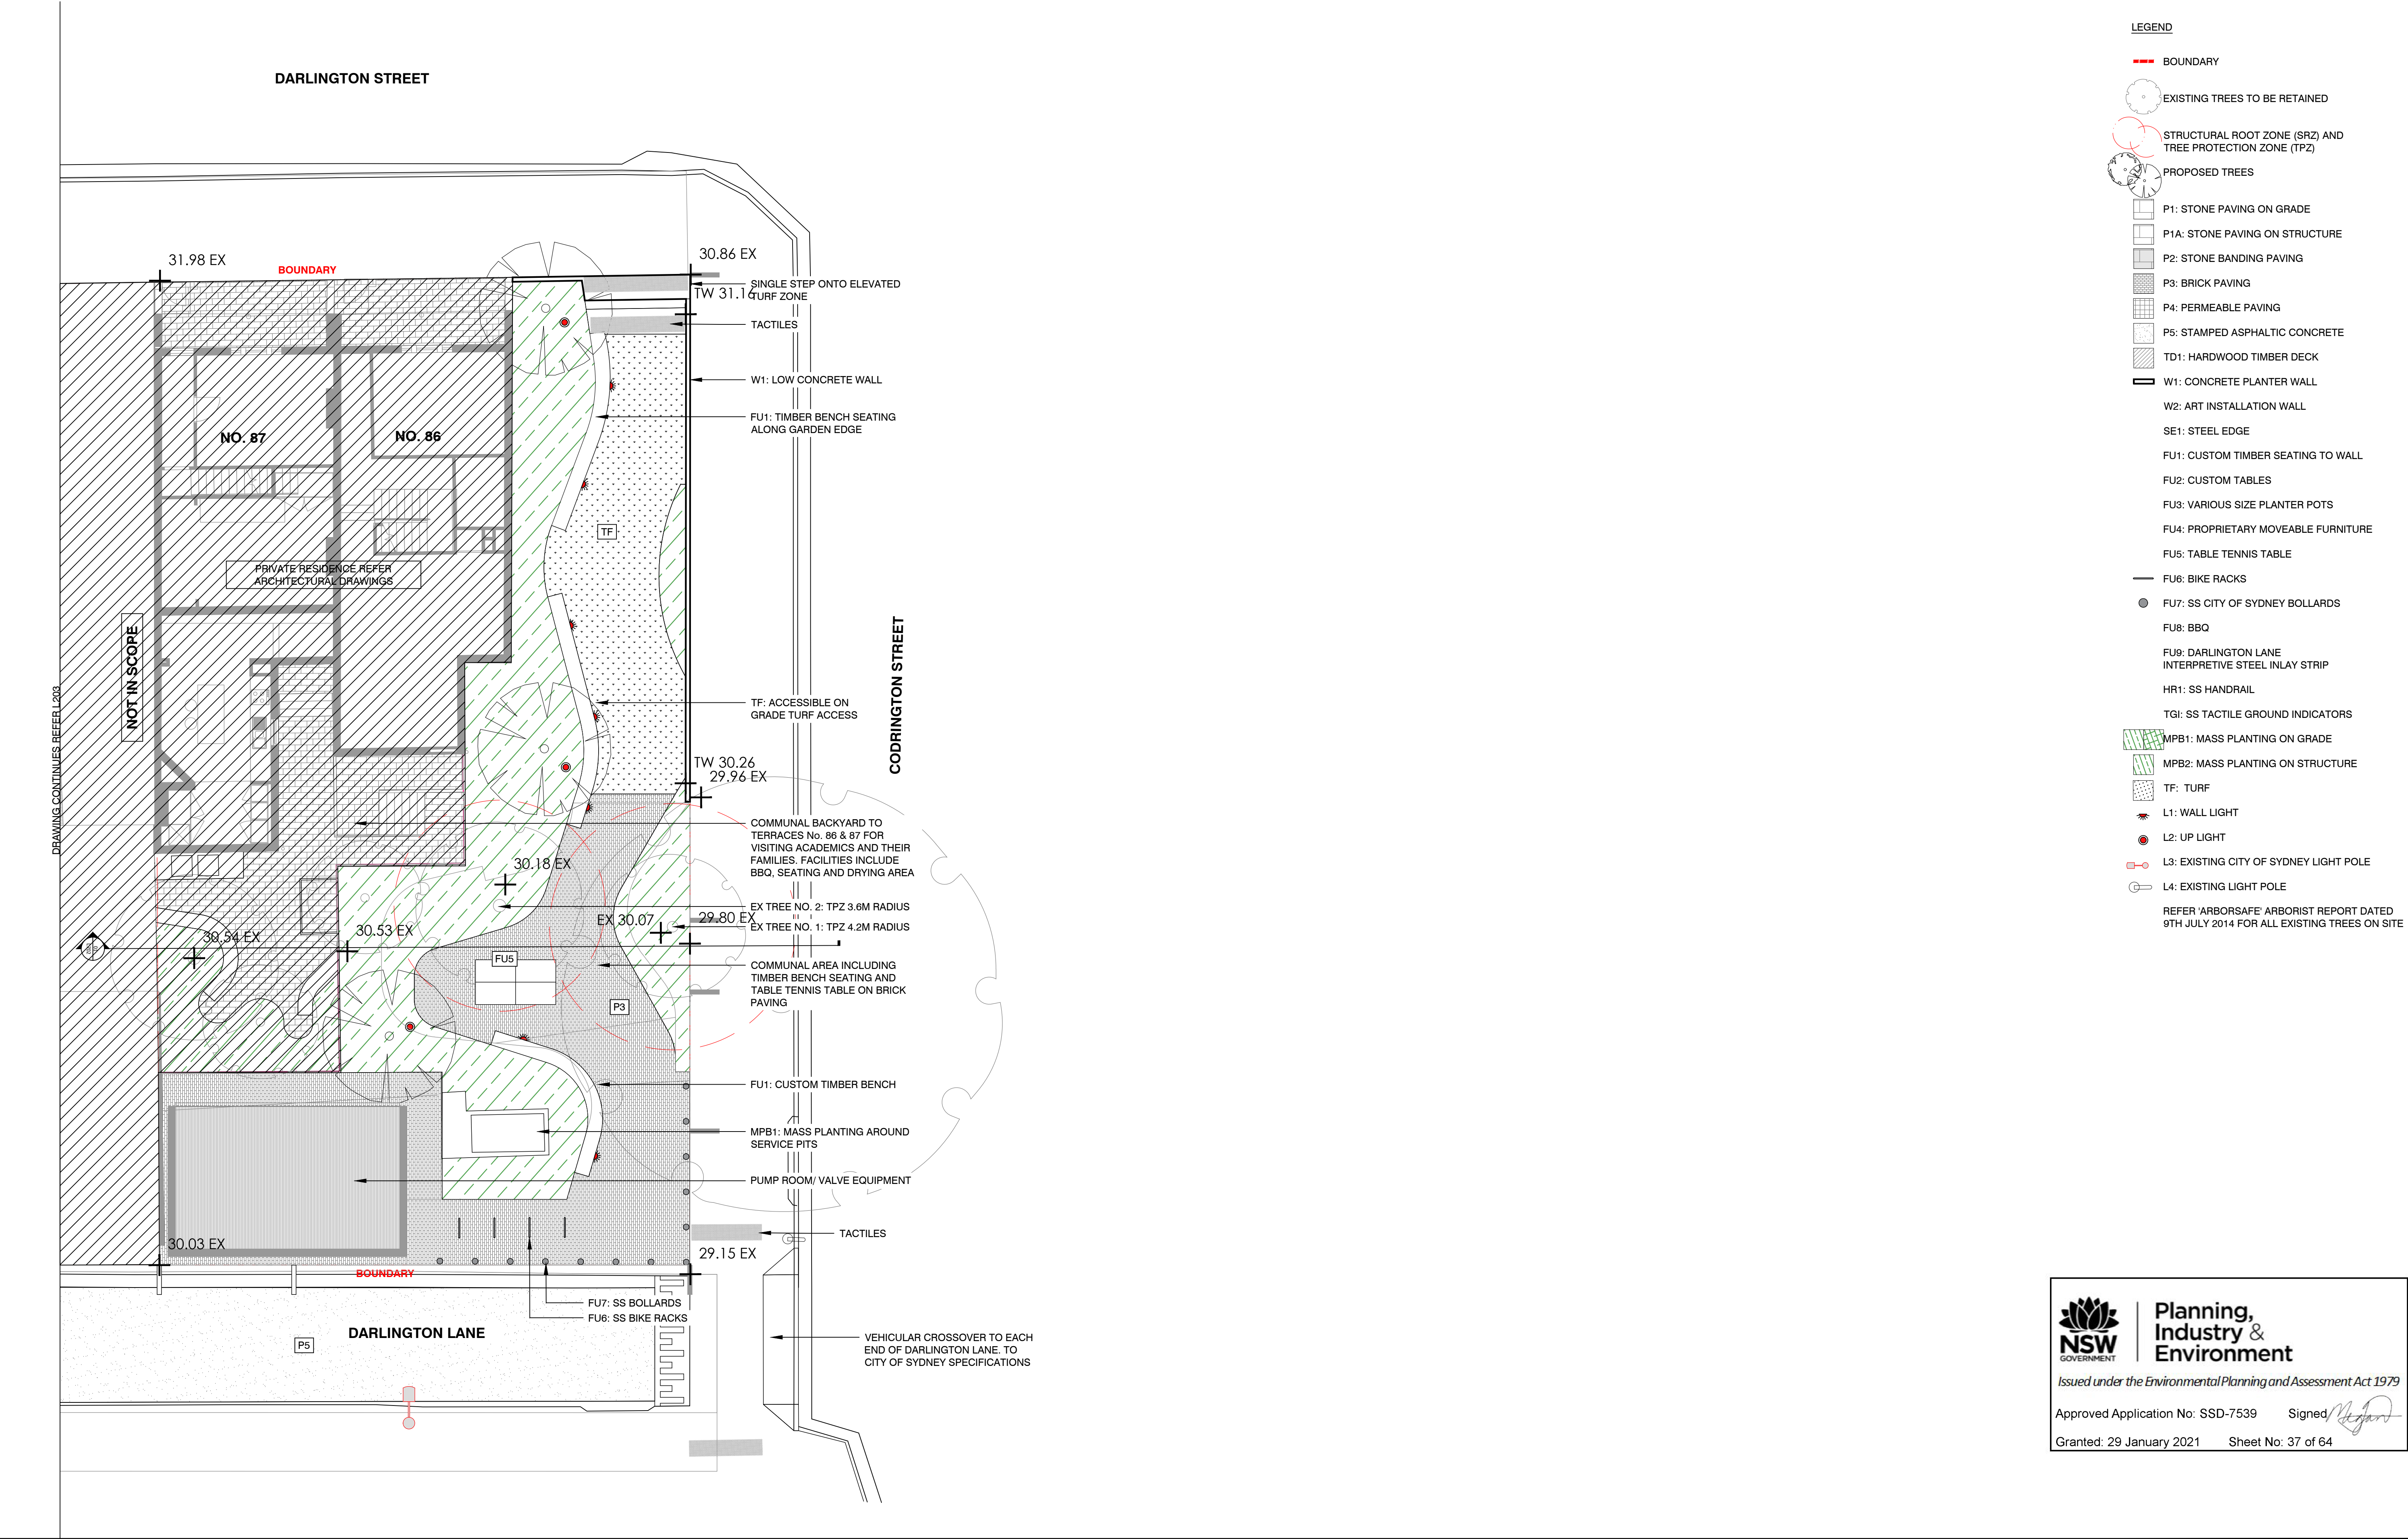 DARLINGTON STREET
31.98 EX
BOUNDARY
30.86 EX
SINGLE STEP ONTO ELEVATED
TURF ZONE
TW 31.16
TACTILES
W1: LOW CONCRETE WALL
FU1: TIMBER BENCH SEATING
ALONG GARDEN EDGE
NO. 87
NO. 86
TF
PRIVATE RESIDENCE REFER
ARCHITECTURAL DRAWINGS
NOT IN SCOPE
DRAWING CONTINUES REFER L203
CODRINGTON STREET
TF: ACCESSIBLE ON
GRADE TURF ACCESS
TW 30.26
29.96 EX
COMMUNAL BACKYARD TO
TERRACES No. 86 & 87 FOR
VISITING ACADEMICS AND THEIR
FAMILIES. FACILITIES INCLUDE
BBQ, SEATING AND DRYING AREA
30.18 EX
EX TREE NO. 2: TPZ 3.6M RADIUS
EX 30.07
29.80 EX
EX TREE NO. 1: TPZ 4.2M RADIUS
30.54 EX
30.53 EX
FU5
COMMUNAL AREA INCLUDING
TIMBER BENCH SEATING AND
TABLE TENNIS TABLE ON BRICK
PAVING
P3
FU1: CUSTOM TIMBER BENCH
MPB1: MASS PLANTING AROUND
SERVICE PITS
PUMP ROOM/ VALVE EQUIPMENT
TACTILES
30.03 EX
29.15 EX
BOUNDARY
FU7: SS BOLLARDS
FU6: SS BIKE RACKS
DARLINGTON LANE
P5
VEHICULAR CROSSOVER TO EACH
END OF DARLINGTON LANE. TO
CITY OF SYDNEY SPECIFICATIONS
LEGEND
BOUNDARY
EXISTING TREES TO BE RETAINED
STRUCTURAL ROOT ZONE (SRZ) AND
TREE PROTECTION ZONE (TPZ)
PROPOSED TREES
P1: STONE PAVING ON GRADE
P1A: STONE PAVING ON STRUCTURE
P2: STONE BANDING PAVING
P3: BRICK PAVING
P4: PERMEABLE PAVING
P5: STAMPED ASPHALTIC CONCRETE
TD1: HARDWOOD TIMBER DECK
W1: CONCRETE PLANTER WALL
W2: ART INSTALLATION WALL
SE1: STEEL EDGE
FU1: CUSTOM TIMBER SEATING TO WALL
FU2: CUSTOM TABLES
FU3: VARIOUS SIZE PLANTER POTS
FU4: PROPRIETARY MOVEABLE FURNITURE
FU5: TABLE TENNIS TABLE
FU6: BIKE RACKS
FU7: SS CITY OF SYDNEY BOLLARDS
FU8: BBQ
FU9: DARLINGTON LANE
INTERPRETIVE STEEL INLAY STRIP
HR1: SS HANDRAIL
TGI: SS TACTILE GROUND INDICATORS
MPB1: MASS PLANTING ON GRADE
MPB2: MASS PLANTING ON STRUCTURE
TF: TURF
L1: WALL LIGHT
L2: UP LIGHT
L3: EXISTING CITY OF SYDNEY LIGHT POLE
L4: EXISTING LIGHT POLE
REFER 'ARBORSAFE' ARBORIST REPORT DATED
9TH JULY 2014 FOR ALL EXISTING TREES ON SITE
NSW
GOVERNMENT
Planning,
Industry &
Environment
Issued under the Environmental Planning and Assessment Act 1979
Approved Application No: SSD-7539 Signed
Granted: 29 January 2021 Sheet No: 37 of 64